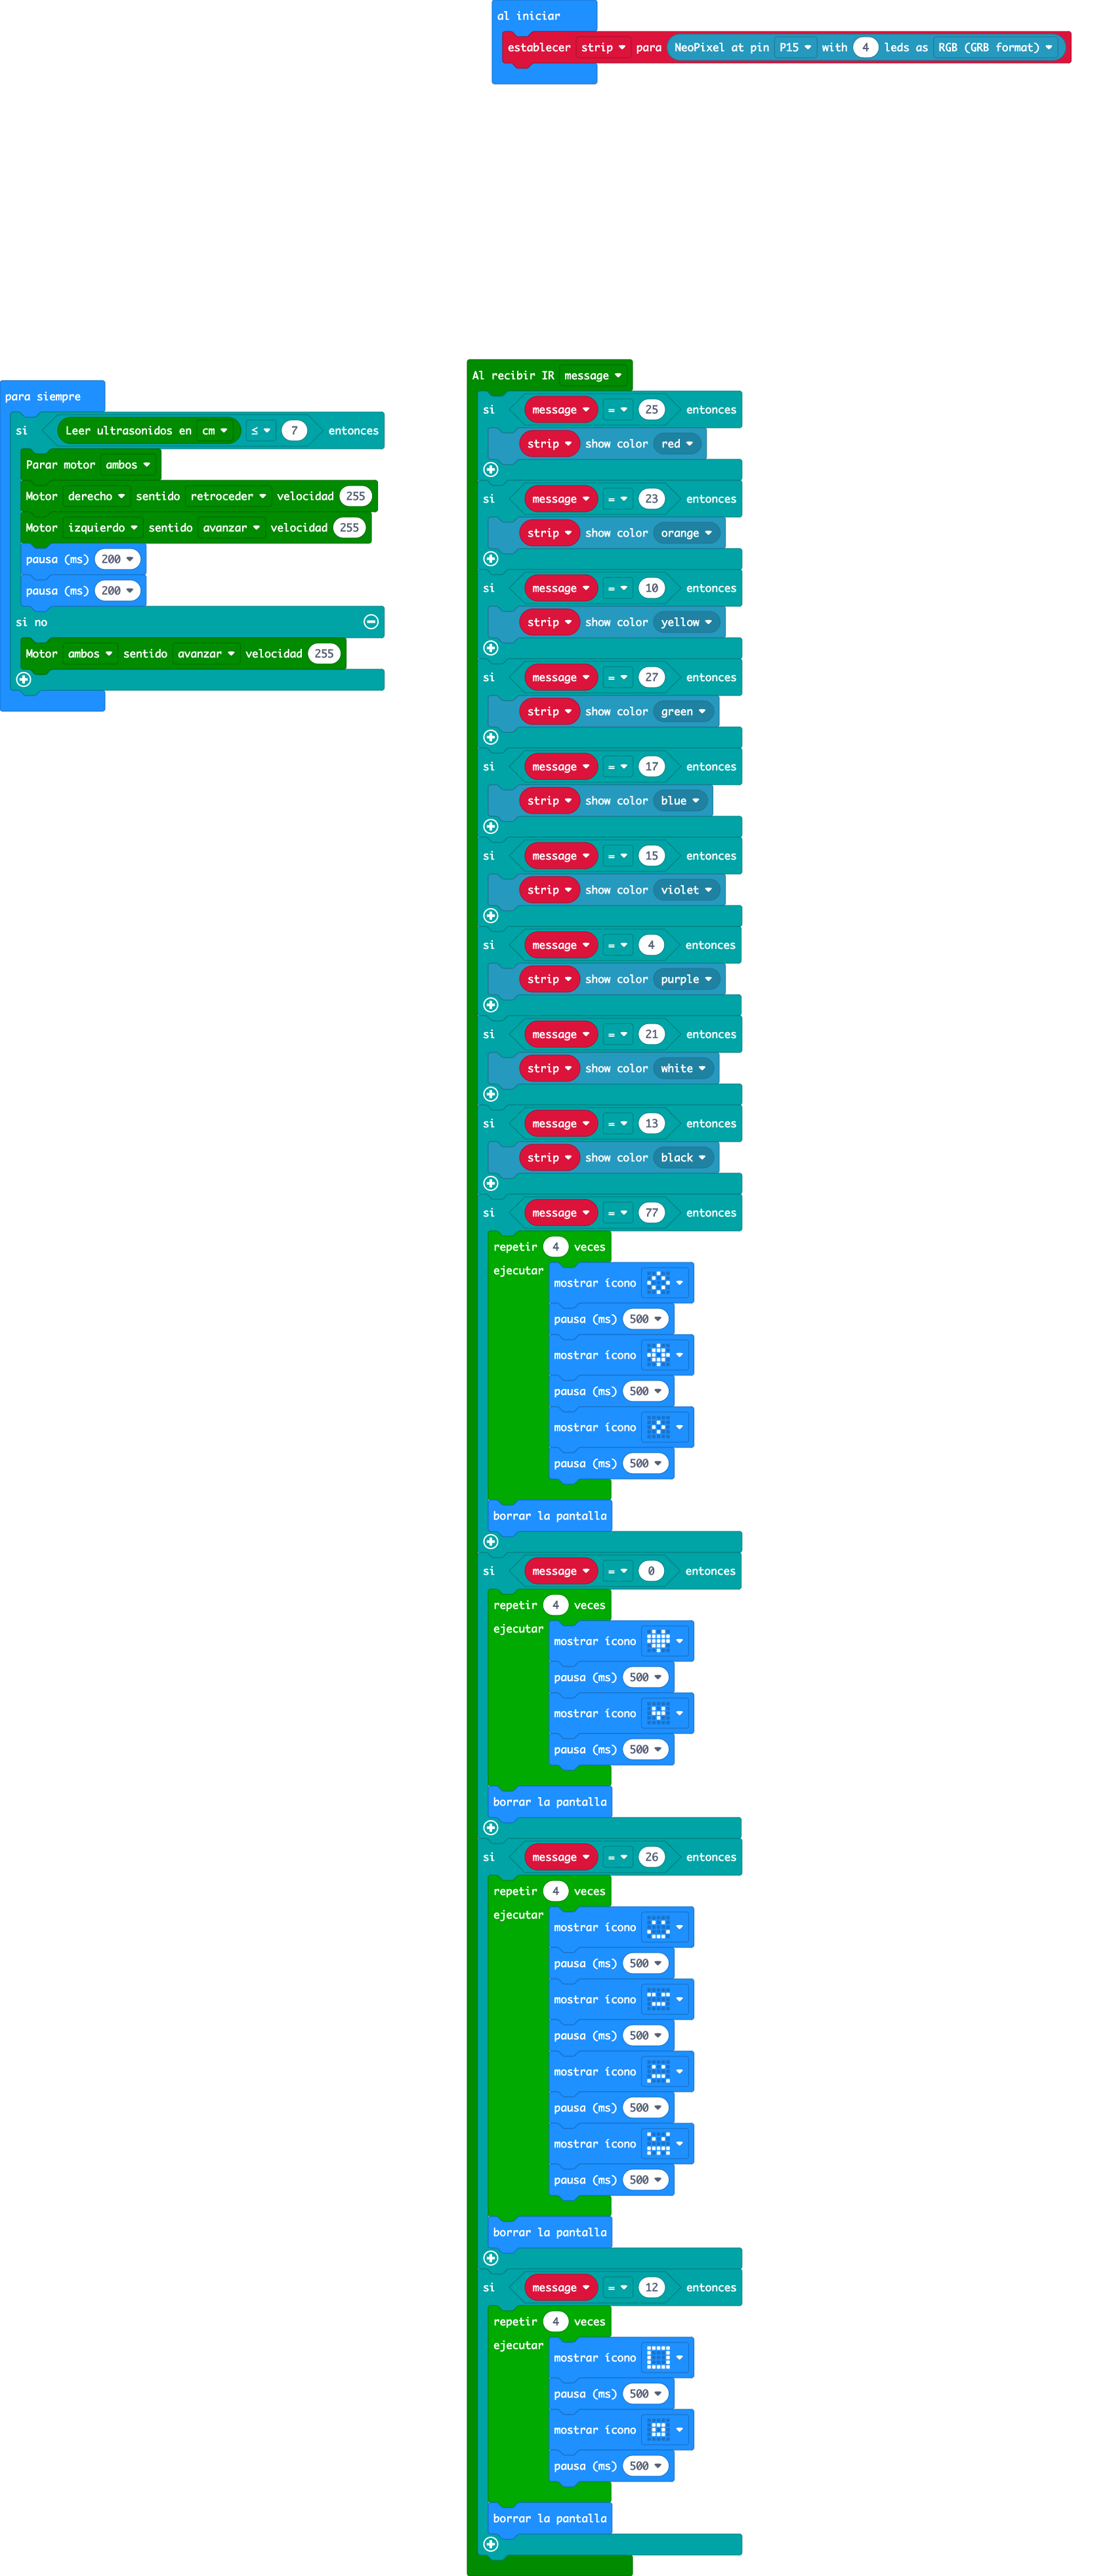 al iniciar
establecer strip para NeoPixel at pin P15 with 4 leds as RGB (GRB format)
para siempre
si Leer ultrasonidos en cm ≤ 7 entonces
Parar motor ambos
Motor derecho sentido retroceder velocidad 255
Motor izquierdo sentido avanzar velocidad 255
pausa (ms) 200
pausa (ms) 200
si no
Motor ambos sentido avanzar velocidad 255
Al recibir IR message
si message = 25 entonces
strip show color red
si message = 23 entonces
strip show color orange
si message = 10 entonces
strip show color yellow
si message = 27 entonces
strip show color green
si message = 17 entonces
strip show color blue
si message = 15 entonces
strip show color violet
si message = 4 entonces
strip show color purple
si message = 21 entonces
strip show color white
si message = 13 entonces
strip show color black
si message = 77 entonces
repetir 4 veces
ejecutar
mostrar ícono
pausa (ms) 500
mostrar ícono
pausa (ms) 500
mostrar ícono
pausa (ms) 500
borrar la pantalla
si message = 0 entonces
repetir 4 veces
ejecutar
mostrar ícono
pausa (ms) 500
mostrar ícono
pausa (ms) 500
borrar la pantalla
si message = 26 entonces
repetir 4 veces
ejecutar
mostrar ícono
pausa (ms) 500
mostrar ícono
pausa (ms) 500
mostrar ícono
pausa (ms) 500
mostrar ícono
pausa (ms) 500
borrar la pantalla
si message = 12 entonces
repetir 4 veces
ejecutar
mostrar ícono
pausa (ms) 500
mostrar ícono
pausa (ms) 500
borrar la pantalla